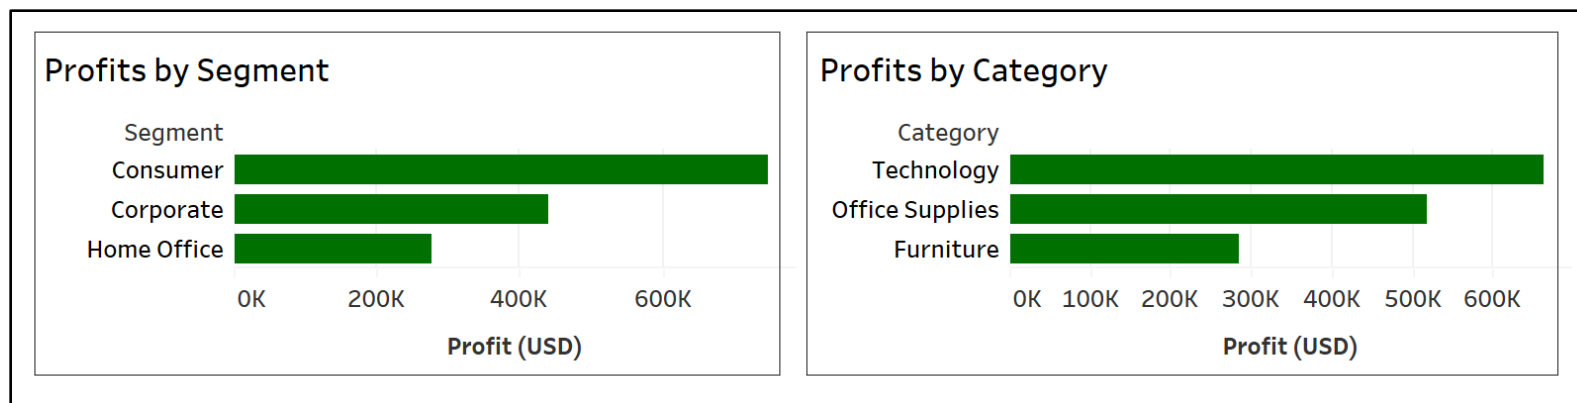 Profits by Segment
Segment
Consumer
Corporate
Home Office
0K 200K 400K 600K
Profit (USD)
Profits by Category
Category
Technology
Office Supplies
Furniture
0K 100K 200K 300K 400K 500K 600K
Profit (USD)